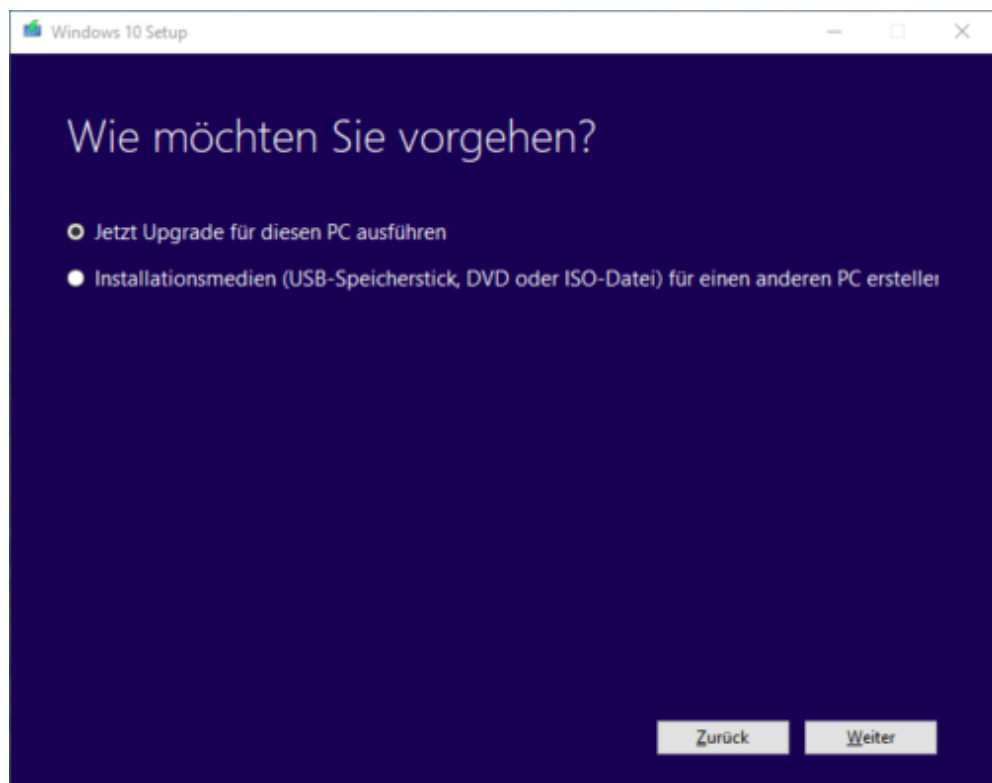 Windows 10 Setup
Wie möchten Sie vorgehen?
Jetzt Upgrade für diesen PC ausführen
Installationsmedien (USB-Speicherstick, DVD oder ISO-Datei) für einen anderen PC ersteller
Zurück
Weiter